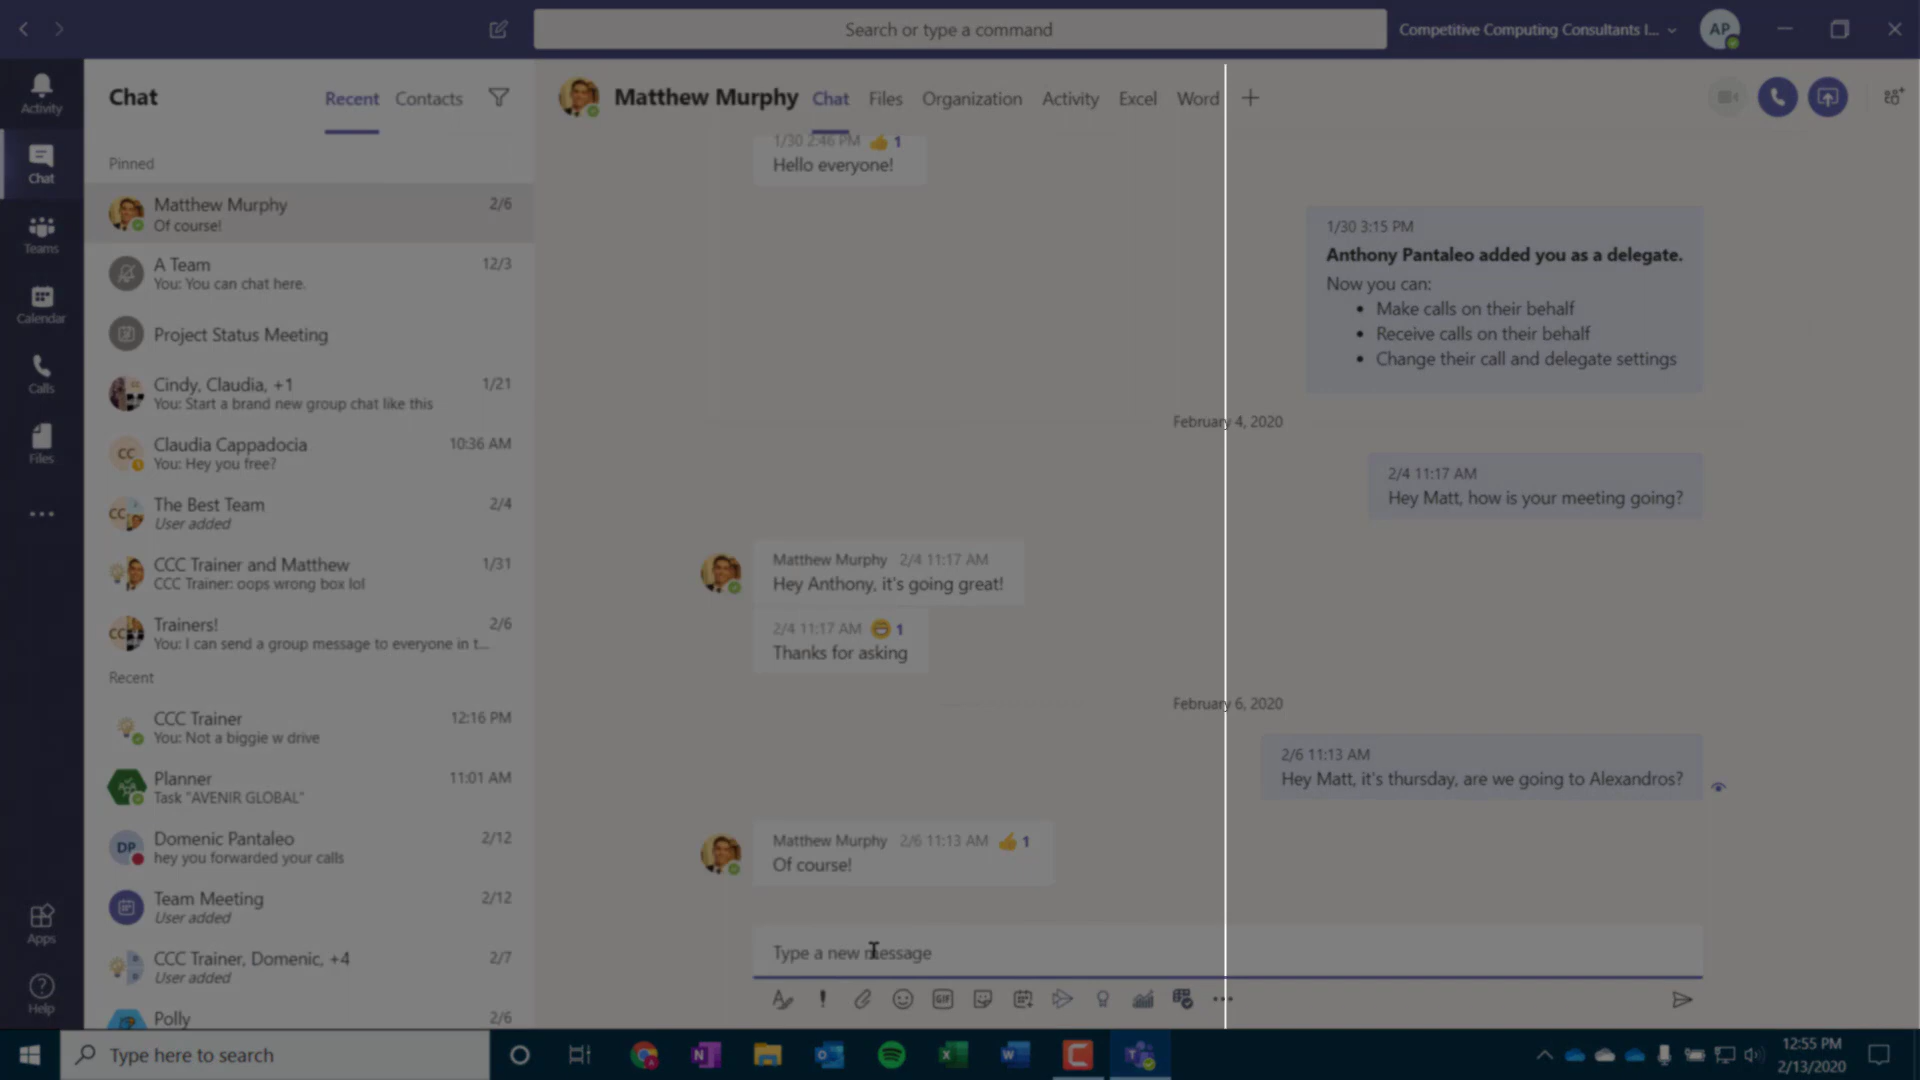 Search or type a command
Competitive Computing Consultants I...
AP
Activity
Chat
Teams
Calendar
Calls
Files
Apps
Help
Chat
Recent
Contacts
Pinned
Matthew Murphy 2/6
Of course!
A Team 12/3
You: You can chat here.
Project Status Meeting
Cindy, Claudia, +1 1/21
You: Start a brand new group chat like this
CC
Claudia Cappadocia 10:36 AM
You: Hey you free?
CC
The Best Team 2/4
User added
CCC Trainer and Matthew 1/31
CCC Trainer: oops wrong box lol
CC
Trainers! 2/6
You: I can send a group message to everyone in t...
Recent
CCC Trainer 12:16 PM
You: Not a biggie w drive
Planner 11:01 AM
Task "AVENIR GLOBAL"
DP
Domenic Pantaleo 2/12
hey you forwarded your calls
Team Meeting 2/12
User added
CCC Trainer, Domenic, +4 2/7
User added
Polly 2/6
Matthew Murphy
Chat
Files
Organization
Activity
Excel
Word
1/30 2:46 PM 1
Hello everyone!
1/30 3:15 PM
Anthony Pantaleo added you as a delegate.
Now you can:
• Make calls on their behalf
• Receive calls on their behalf
• Change their call and delegate settings
February 4, 2020
2/4 11:17 AM
Hey Matt, how is your meeting going?
Matthew Murphy 2/4 11:17 AM
Hey Anthony, it's going great!
2/4 11:17 AM 1
Thanks for asking
February 6, 2020
2/6 11:13 AM
Hey Matt, it's thursday, are we going to Alexandros?
Matthew Murphy 2/6 11:13 AM 1
Of course!
Type a new message
GIF
Type here to search
12:55 PM
2/13/2020